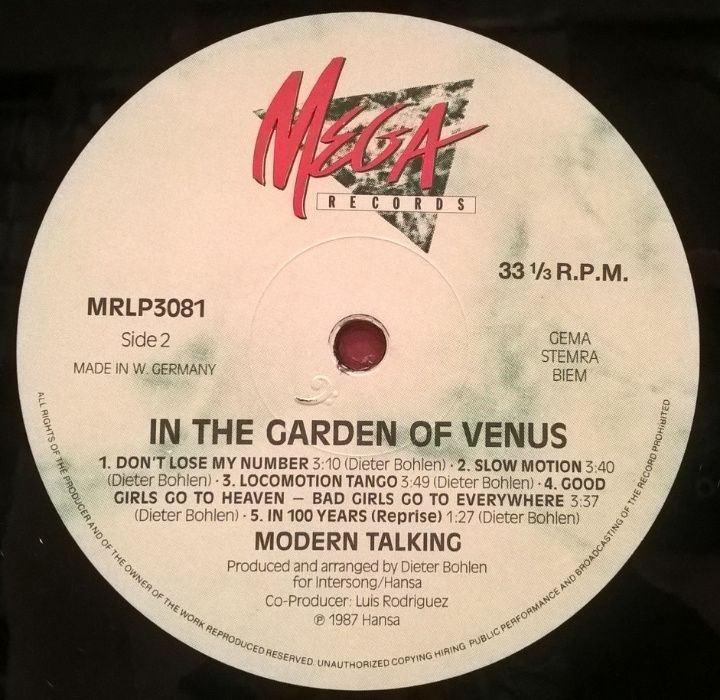 MEGA
RECORDS
33 1/3 R.P.M.
MRLP3081
Side 2
MADE IN W. GERMANY
GEMA
STEMRA
BIEM
IN THE GARDEN OF VENUS
1. DON'T LOSE MY NUMBER 3:10 (Dieter Bohlen) · 2. SLOW MOTION 3:40
(Dieter Bohlen) · 3. LOCOMOTION TANGO 3:49 (Dieter Bohlen) · 4. GOOD
GIRLS GO TO HEAVEN – BAD GIRLS GO TO EVERYWHERE 3:37
(Dieter Bohlen) · 5. IN 100 YEARS (Reprise) 1:27 (Dieter Bohlen)
MODERN TALKING
Produced and arranged by Dieter Bohlen
for Intersong/Hansa
Co-Producer: Luis Rodriguez
℗ 1987 Hansa
ALL RIGHTS OF THE PRODUCER AND OF THE OWNER OF THE WORK REPRODUCED RESERVED. UNAUTHORIZED COPYING HIRING PUBLIC PERFORMANCE AND BROADCASTING OF THE RECORD PROHIBITED